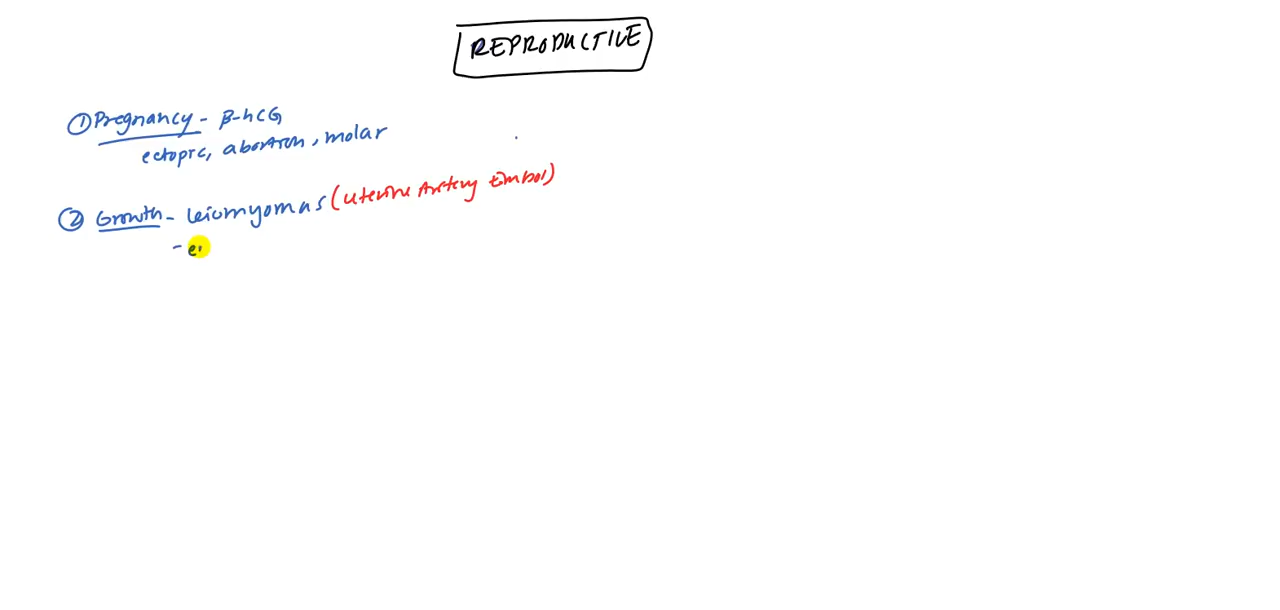 REPRODUCTIVE
① Pregnancy - β-hCG
ectopic, abortion, molar
② Growth - leiomyomas (Uterine Artery Embol)
- e